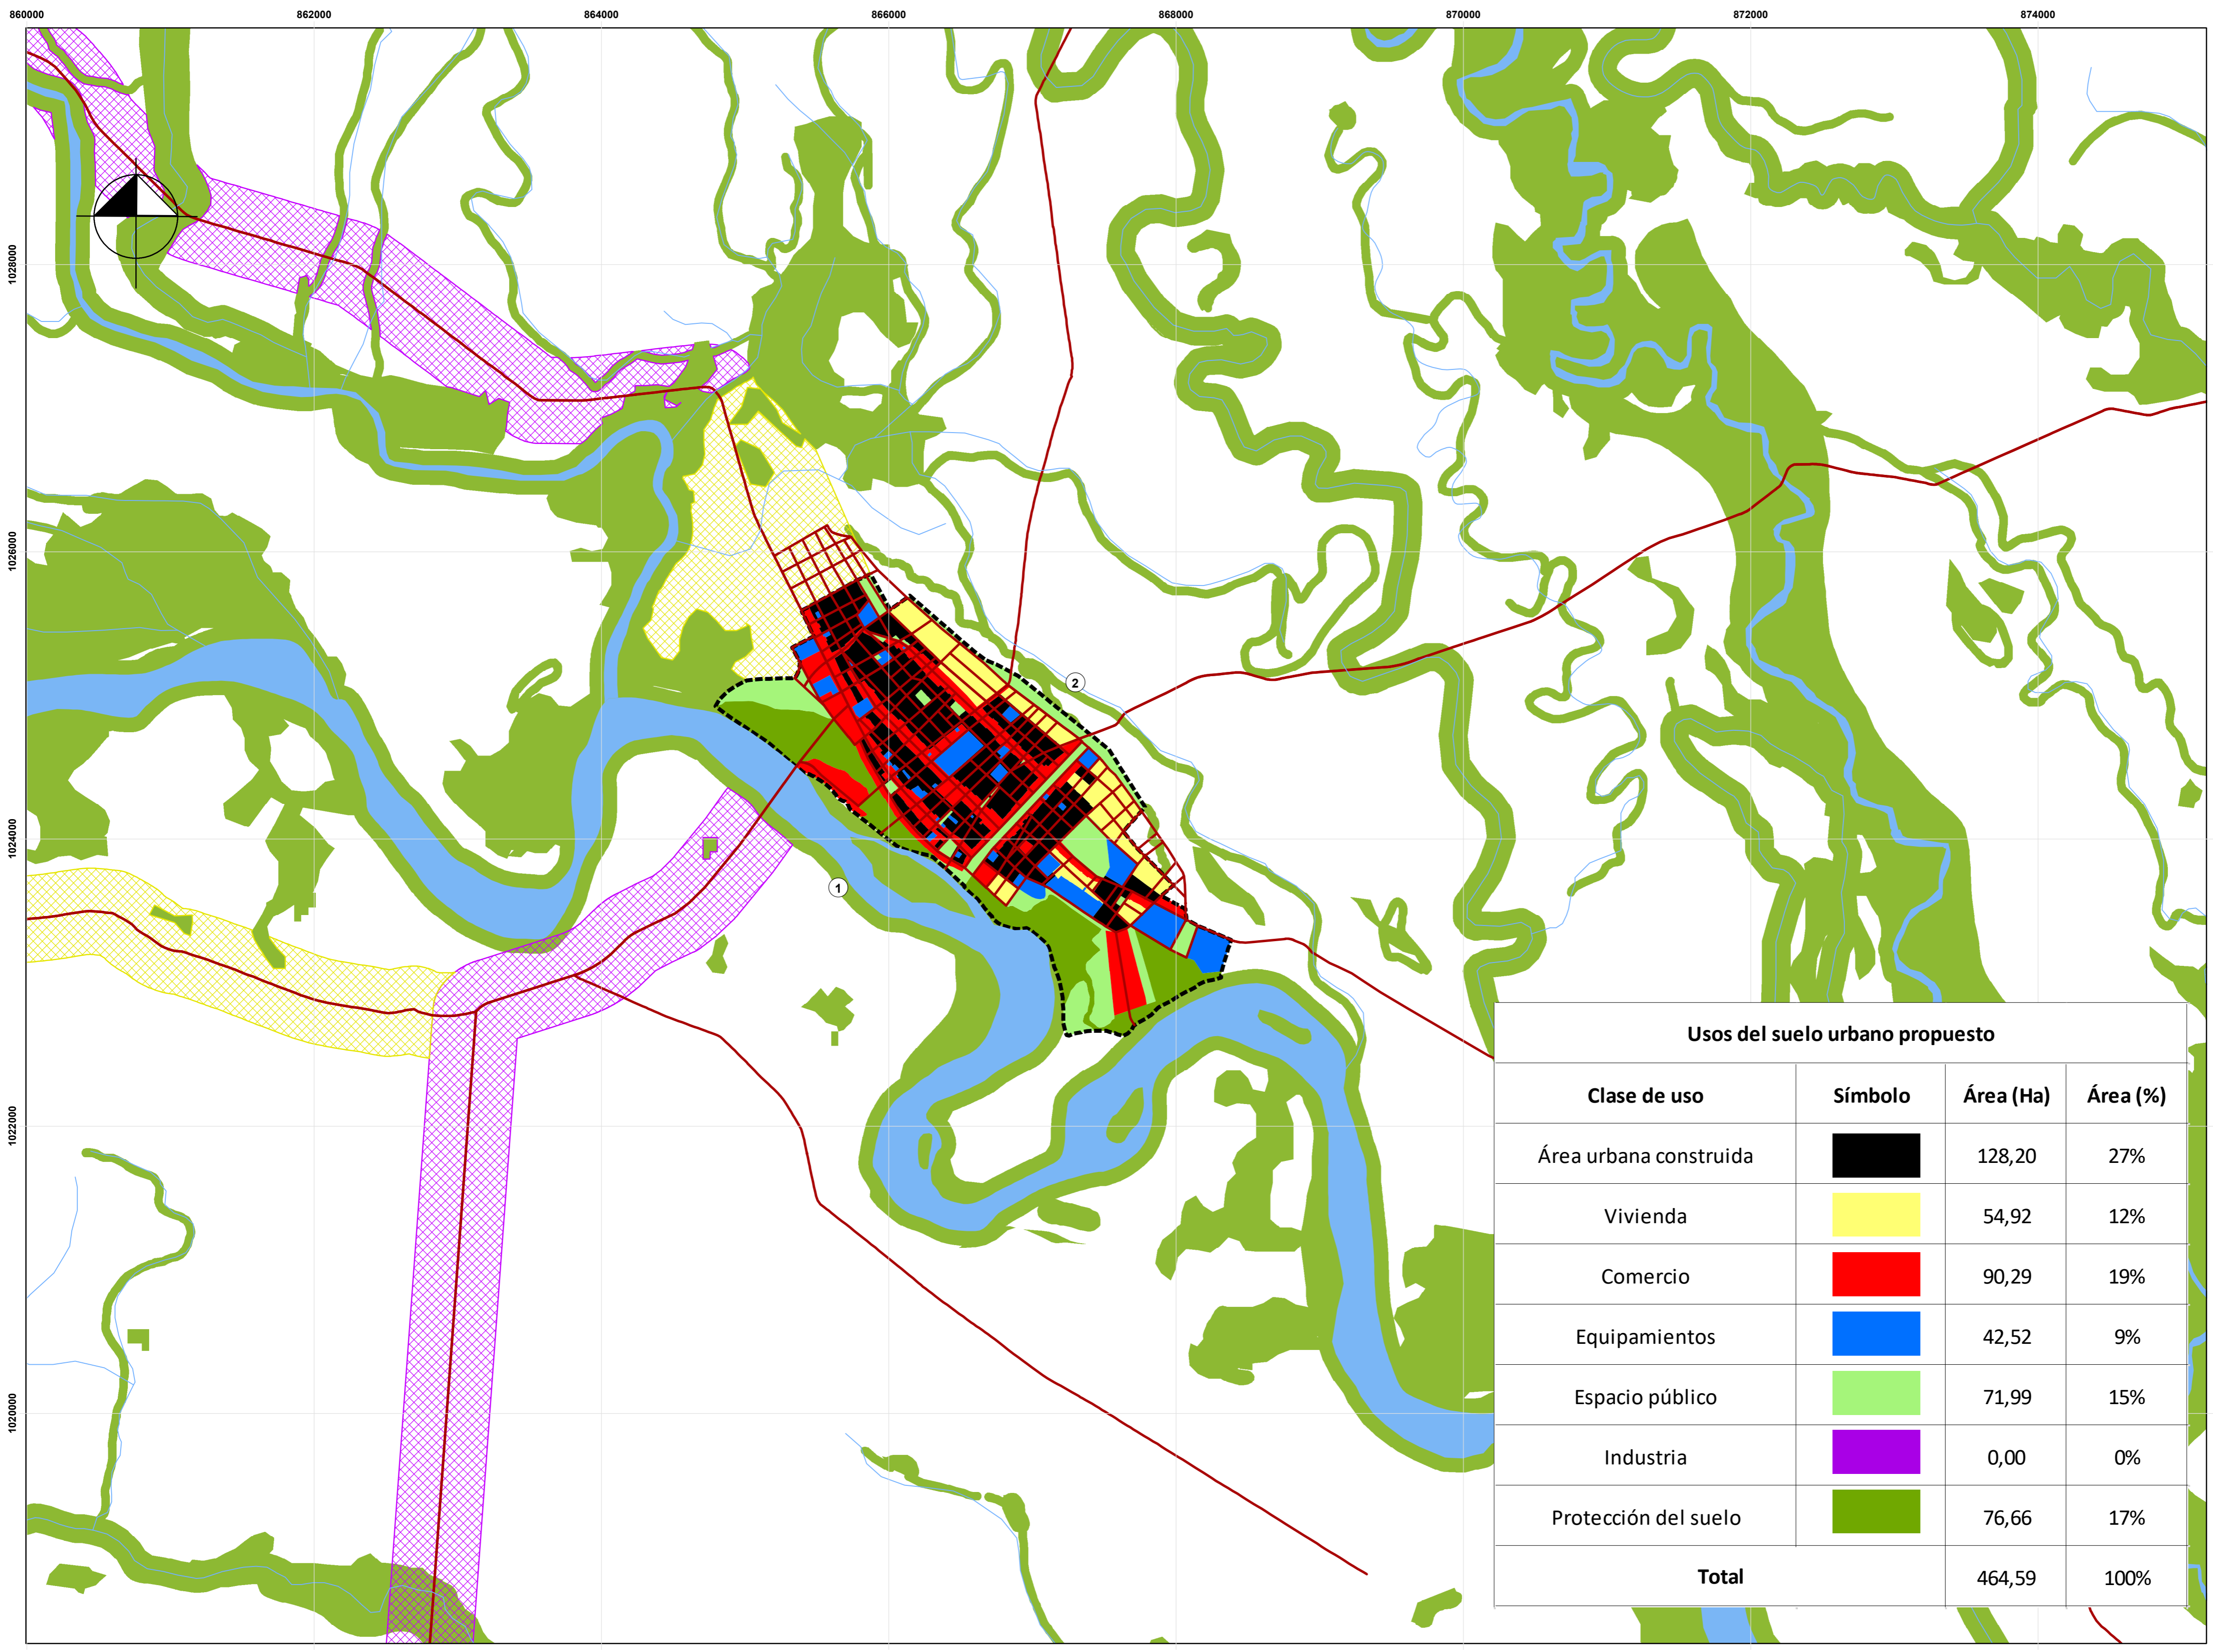 860000 862000 864000 866000 868000 870000 872000 874000
1028000
1026000
1024000
1022000
1020000
2
1
Usos del suelo urbano propuesto
Clase de uso Símbolo Área (Ha) Área (%)
Área urbana construida 128,20 27%
Vivienda 54,92 12%
Comercio 90,29 19%
Equipamientos 42,52 9%
Espacio público 71,99 15%
Industria 0,00 0%
Protección del suelo 76,66 17%
Total 464,59 100%